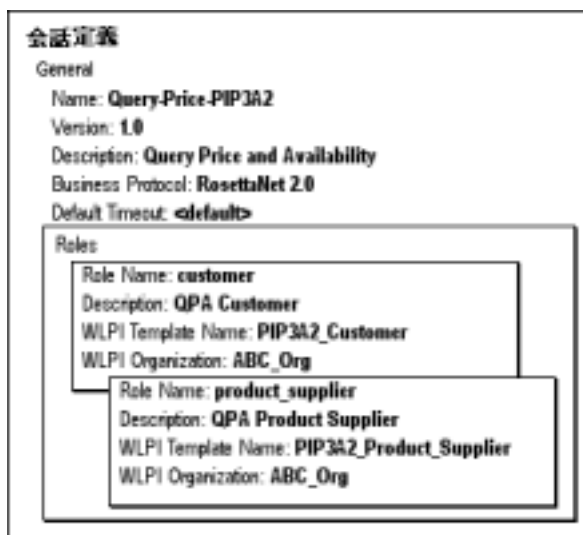 会話定義
General
Name: Query-Price-PIP3A2
Version: 1.0
Description: Query Price and Availability
Business Protocol: RosettaNet 2.0
Default Timeout: <default>
Roles
Role Name: customer
Description: QPA Customer
WLPI Template Name: PIP3A2_Customer
WLPI Organization: ABC_Org
Role Name: product_supplier
Description: QPA Product Supplier
WLPI Template Name: PIP3A2_Product_Supplier
WLPI Organization: ABC_Org